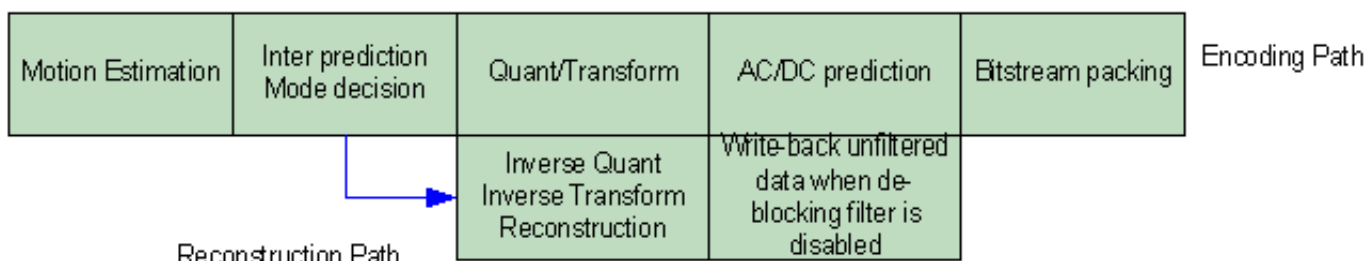 Motion Estimation
Inter prediction
Mode decision
Quant/Transform
AC/DC prediction
Bitstream packing
Encoding Path
Inverse Quant
Inverse Transform
Reconstruction
Write-back unfiltered
data when de-
blocking filter is
disabled
Reconstruction Path